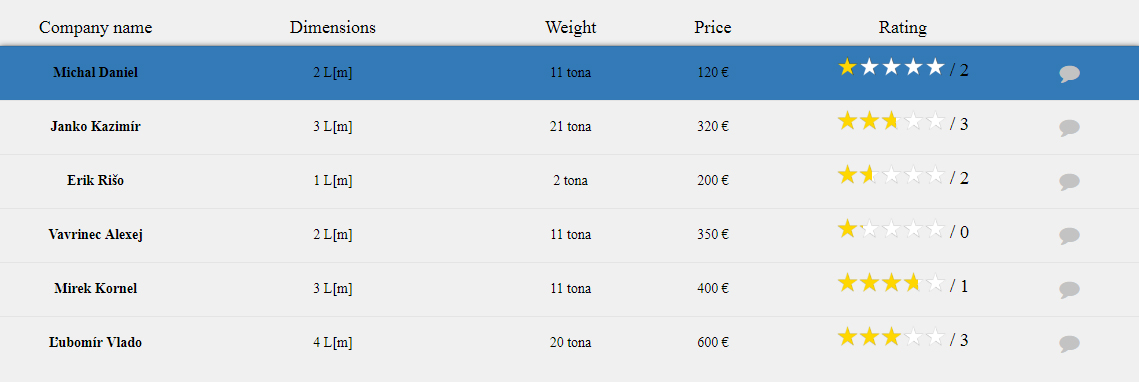 Company name Dimensions Weight Price Rating
Michal Daniel 2 L[m] 11 tona 120 € / 2
Janko Kazimír 3 L[m] 21 tona 320 € / 3
Erik Rišo 1 L[m] 2 tona 200 € / 2
Vavrinec Alexej 2 L[m] 11 tona 350 € / 0
Mirek Kornel 3 L[m] 11 tona 400 € / 1
Ľubomír Vlado 4 L[m] 20 tona 600 € / 3